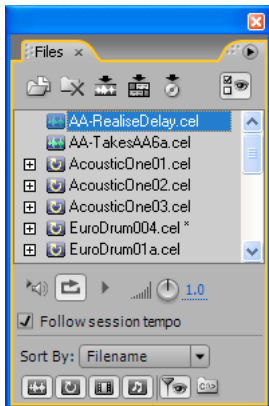 Files ×
AA-RealiseDelay.cel
AA-TakesAA6a.cel
AcousticOne01.cel
AcousticOne02.cel
AcousticOne03.cel
EuroDrum004.cel *
EuroDrum01a.cel
1.0
Follow session tempo
Sort By: Filename